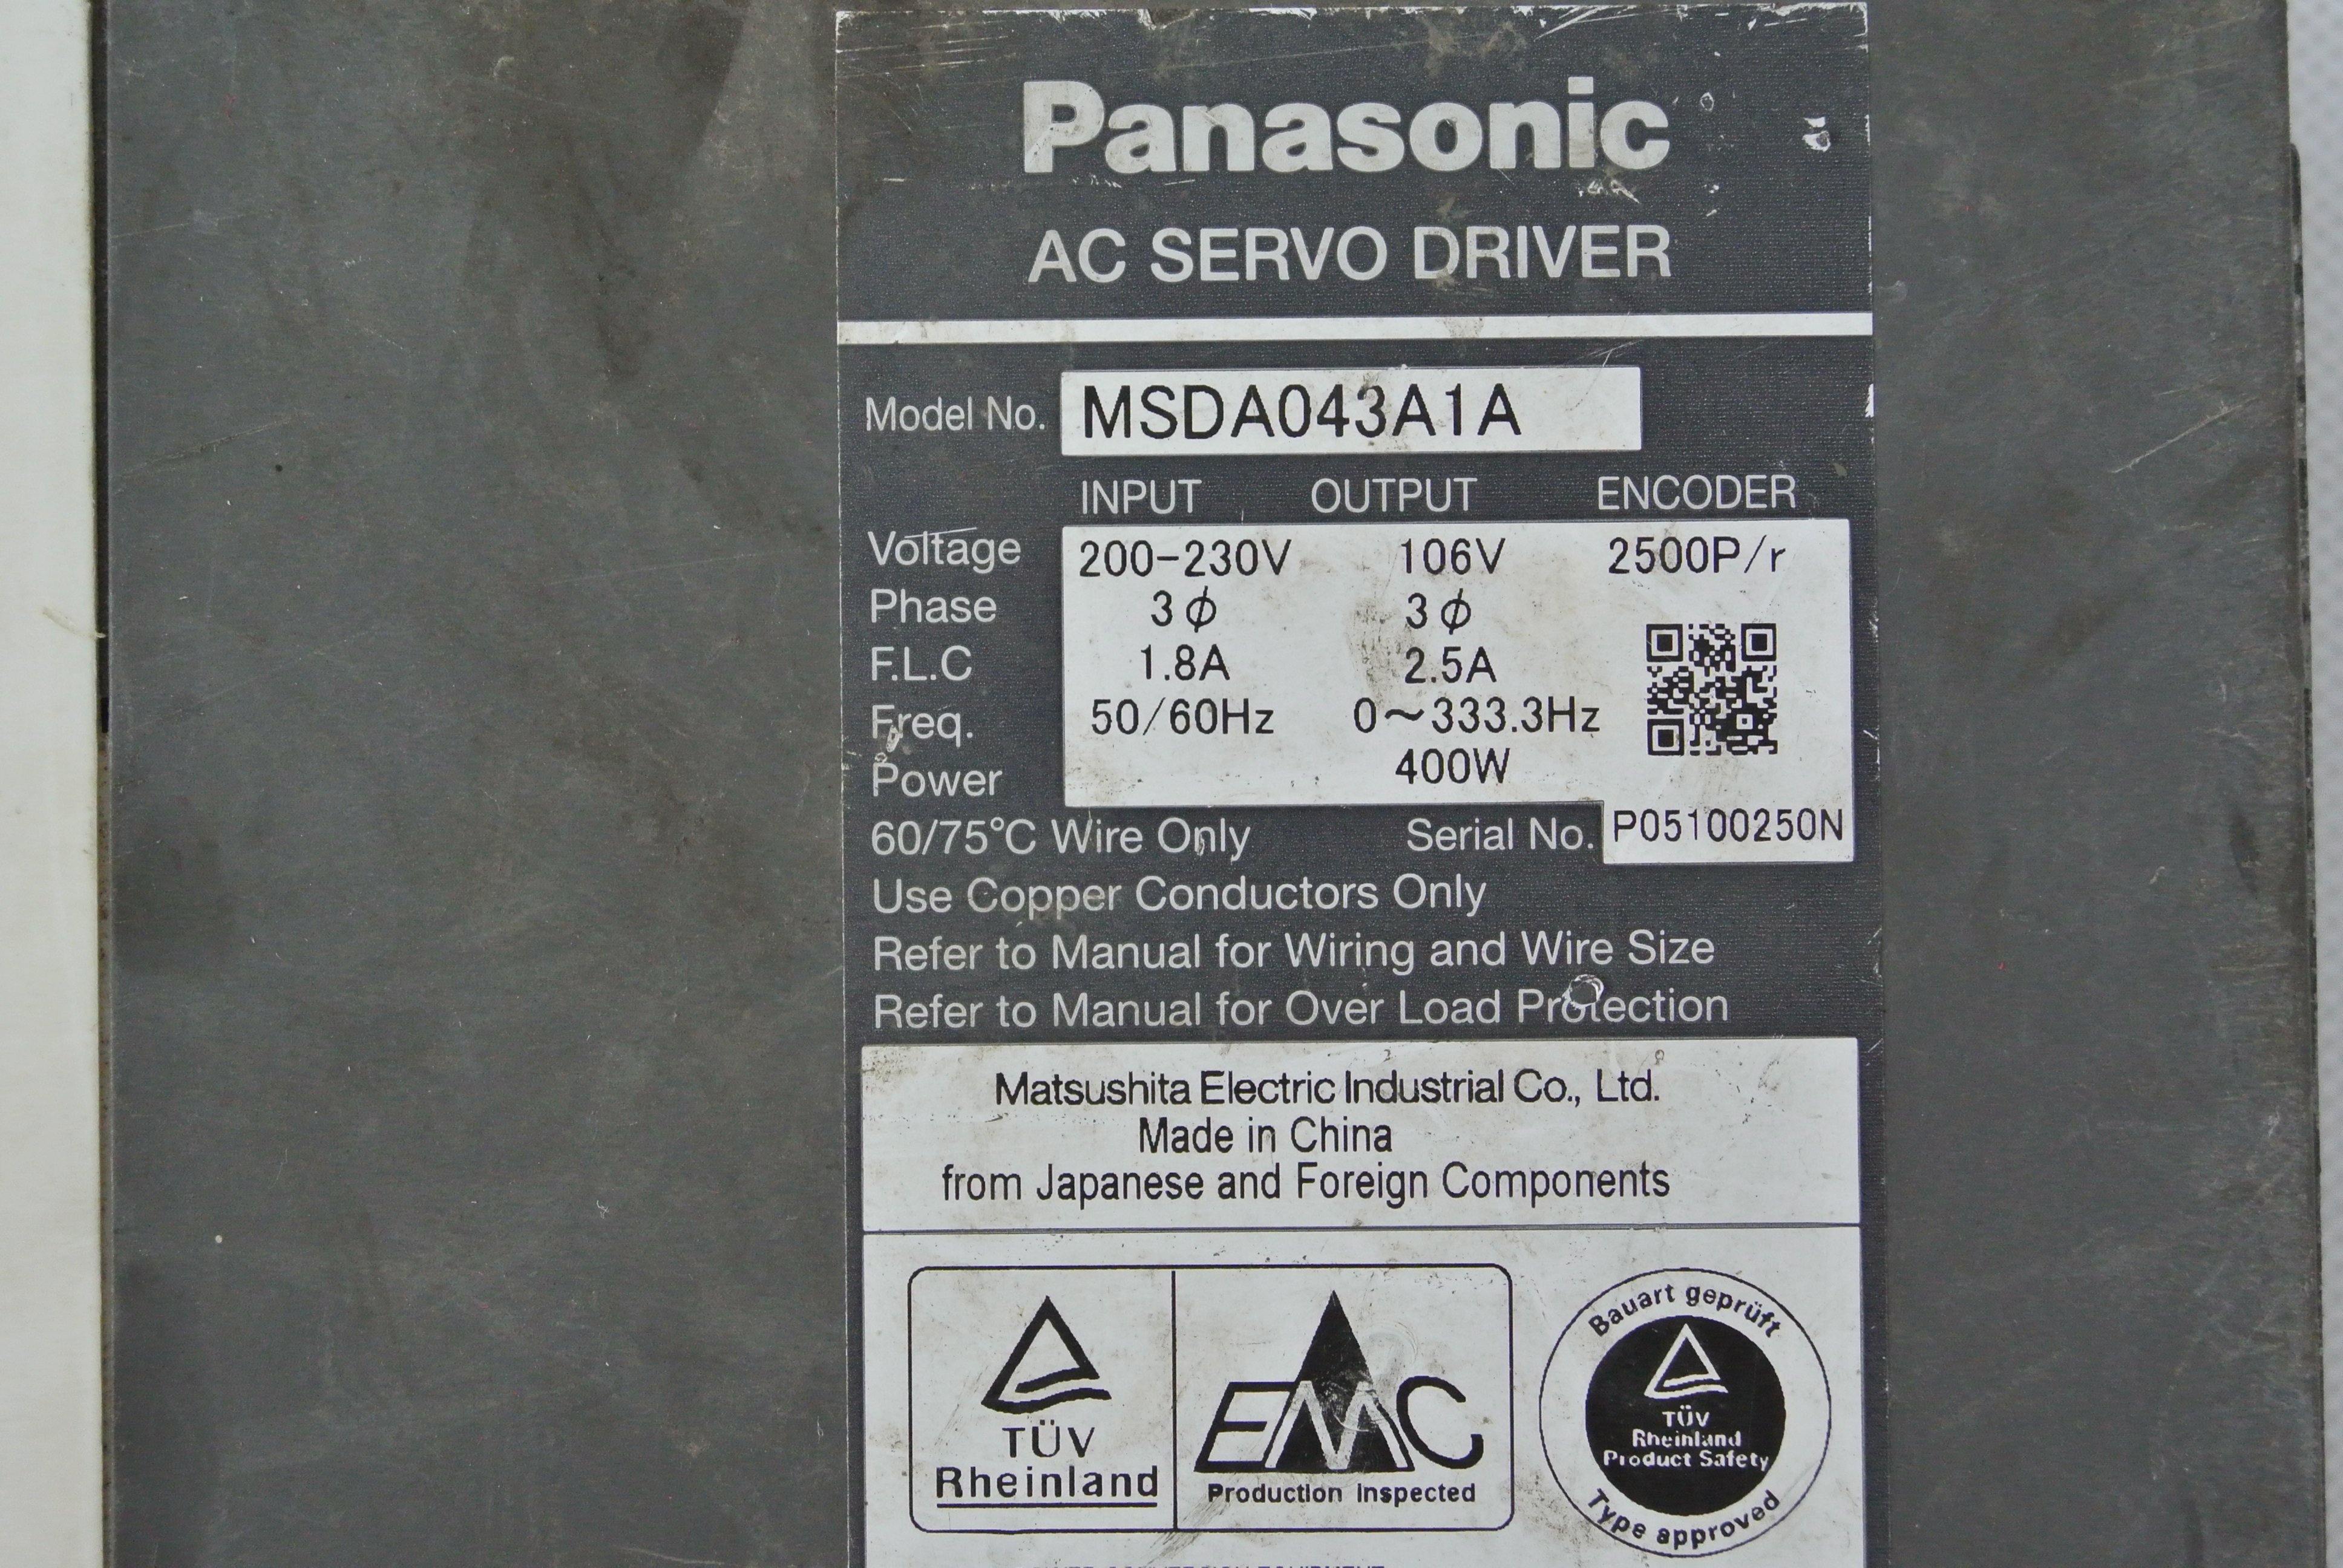 Panasonic
AC SERVO DRIVER
Model No. MSDA043A1A
INPUT OUTPUT ENCODER
Voltage 200-230V 106V 2500P/r
Phase 3ϕ 3ϕ
F.L.C 1.8A 2.5A
Freq. 50/60Hz 0～333.3Hz
Power 400W
60/75°C Wire Only Serial No. P05100250N
Use Copper Conductors Only
Refer to Manual for Wiring and Wire Size
Refer to Manual for Over Load Protection
Matsushita Electric Industrial Co., Ltd.
Made in China
from Japanese and Foreign Components
TÜV
Rheinland
EMC
Production Inspected
Bauart geprüft
TÜV
Rheinland
Product Safety
Type approved